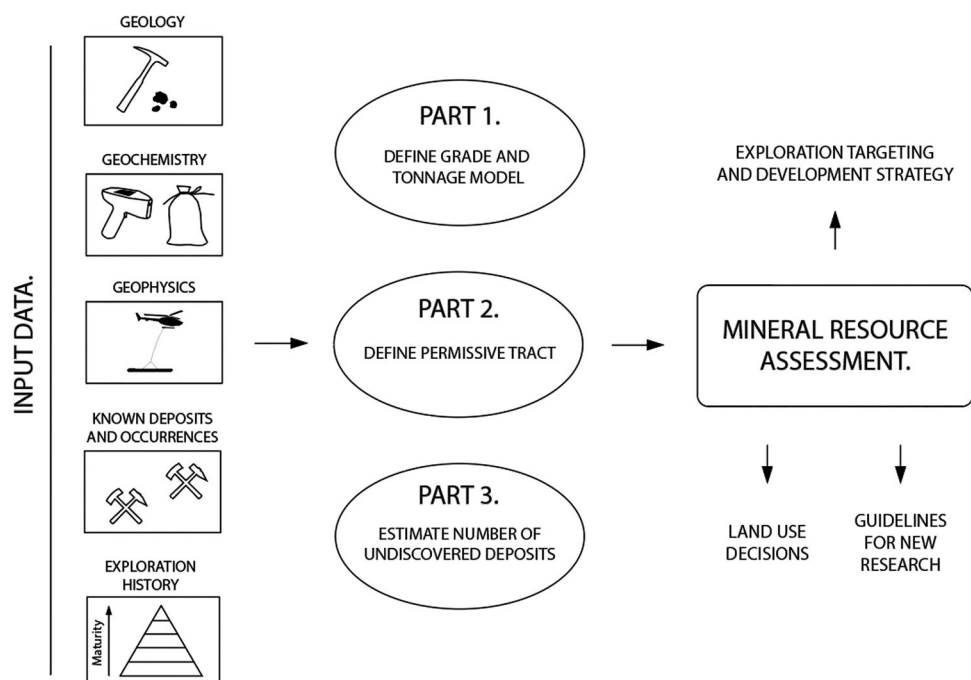 INPUT DATA.
GEOLOGY
GEOCHEMISTRY
GEOPHYSICS
KNOWN DEPOSITS
AND OCCURRENCES
EXPLORATION
HISTORY
Maturity
PART 1.
DEFINE GRADE AND
TONNAGE MODEL
PART 2.
DEFINE PERMISSIVE TRACT
PART 3.
ESTIMATE NUMBER OF
UNDISCOVERED DEPOSITS
EXPLORATION TARGETING
AND DEVELOPMENT STRATEGY
MINERAL RESOURCE
ASSESSMENT.
LAND USE
DECISIONS
GUIDELINES
FOR NEW
RESEARCH